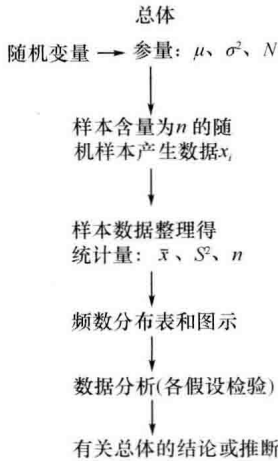 总体
随机变量 → 参量：μ、σ²、N
样本含量为n 的随
机样本产生数据xᵢ
样本数据整理得
统计量：x̄、S²、n
频数分布表和图示
数据分析(各假设检验)
有关总体的结论或推断